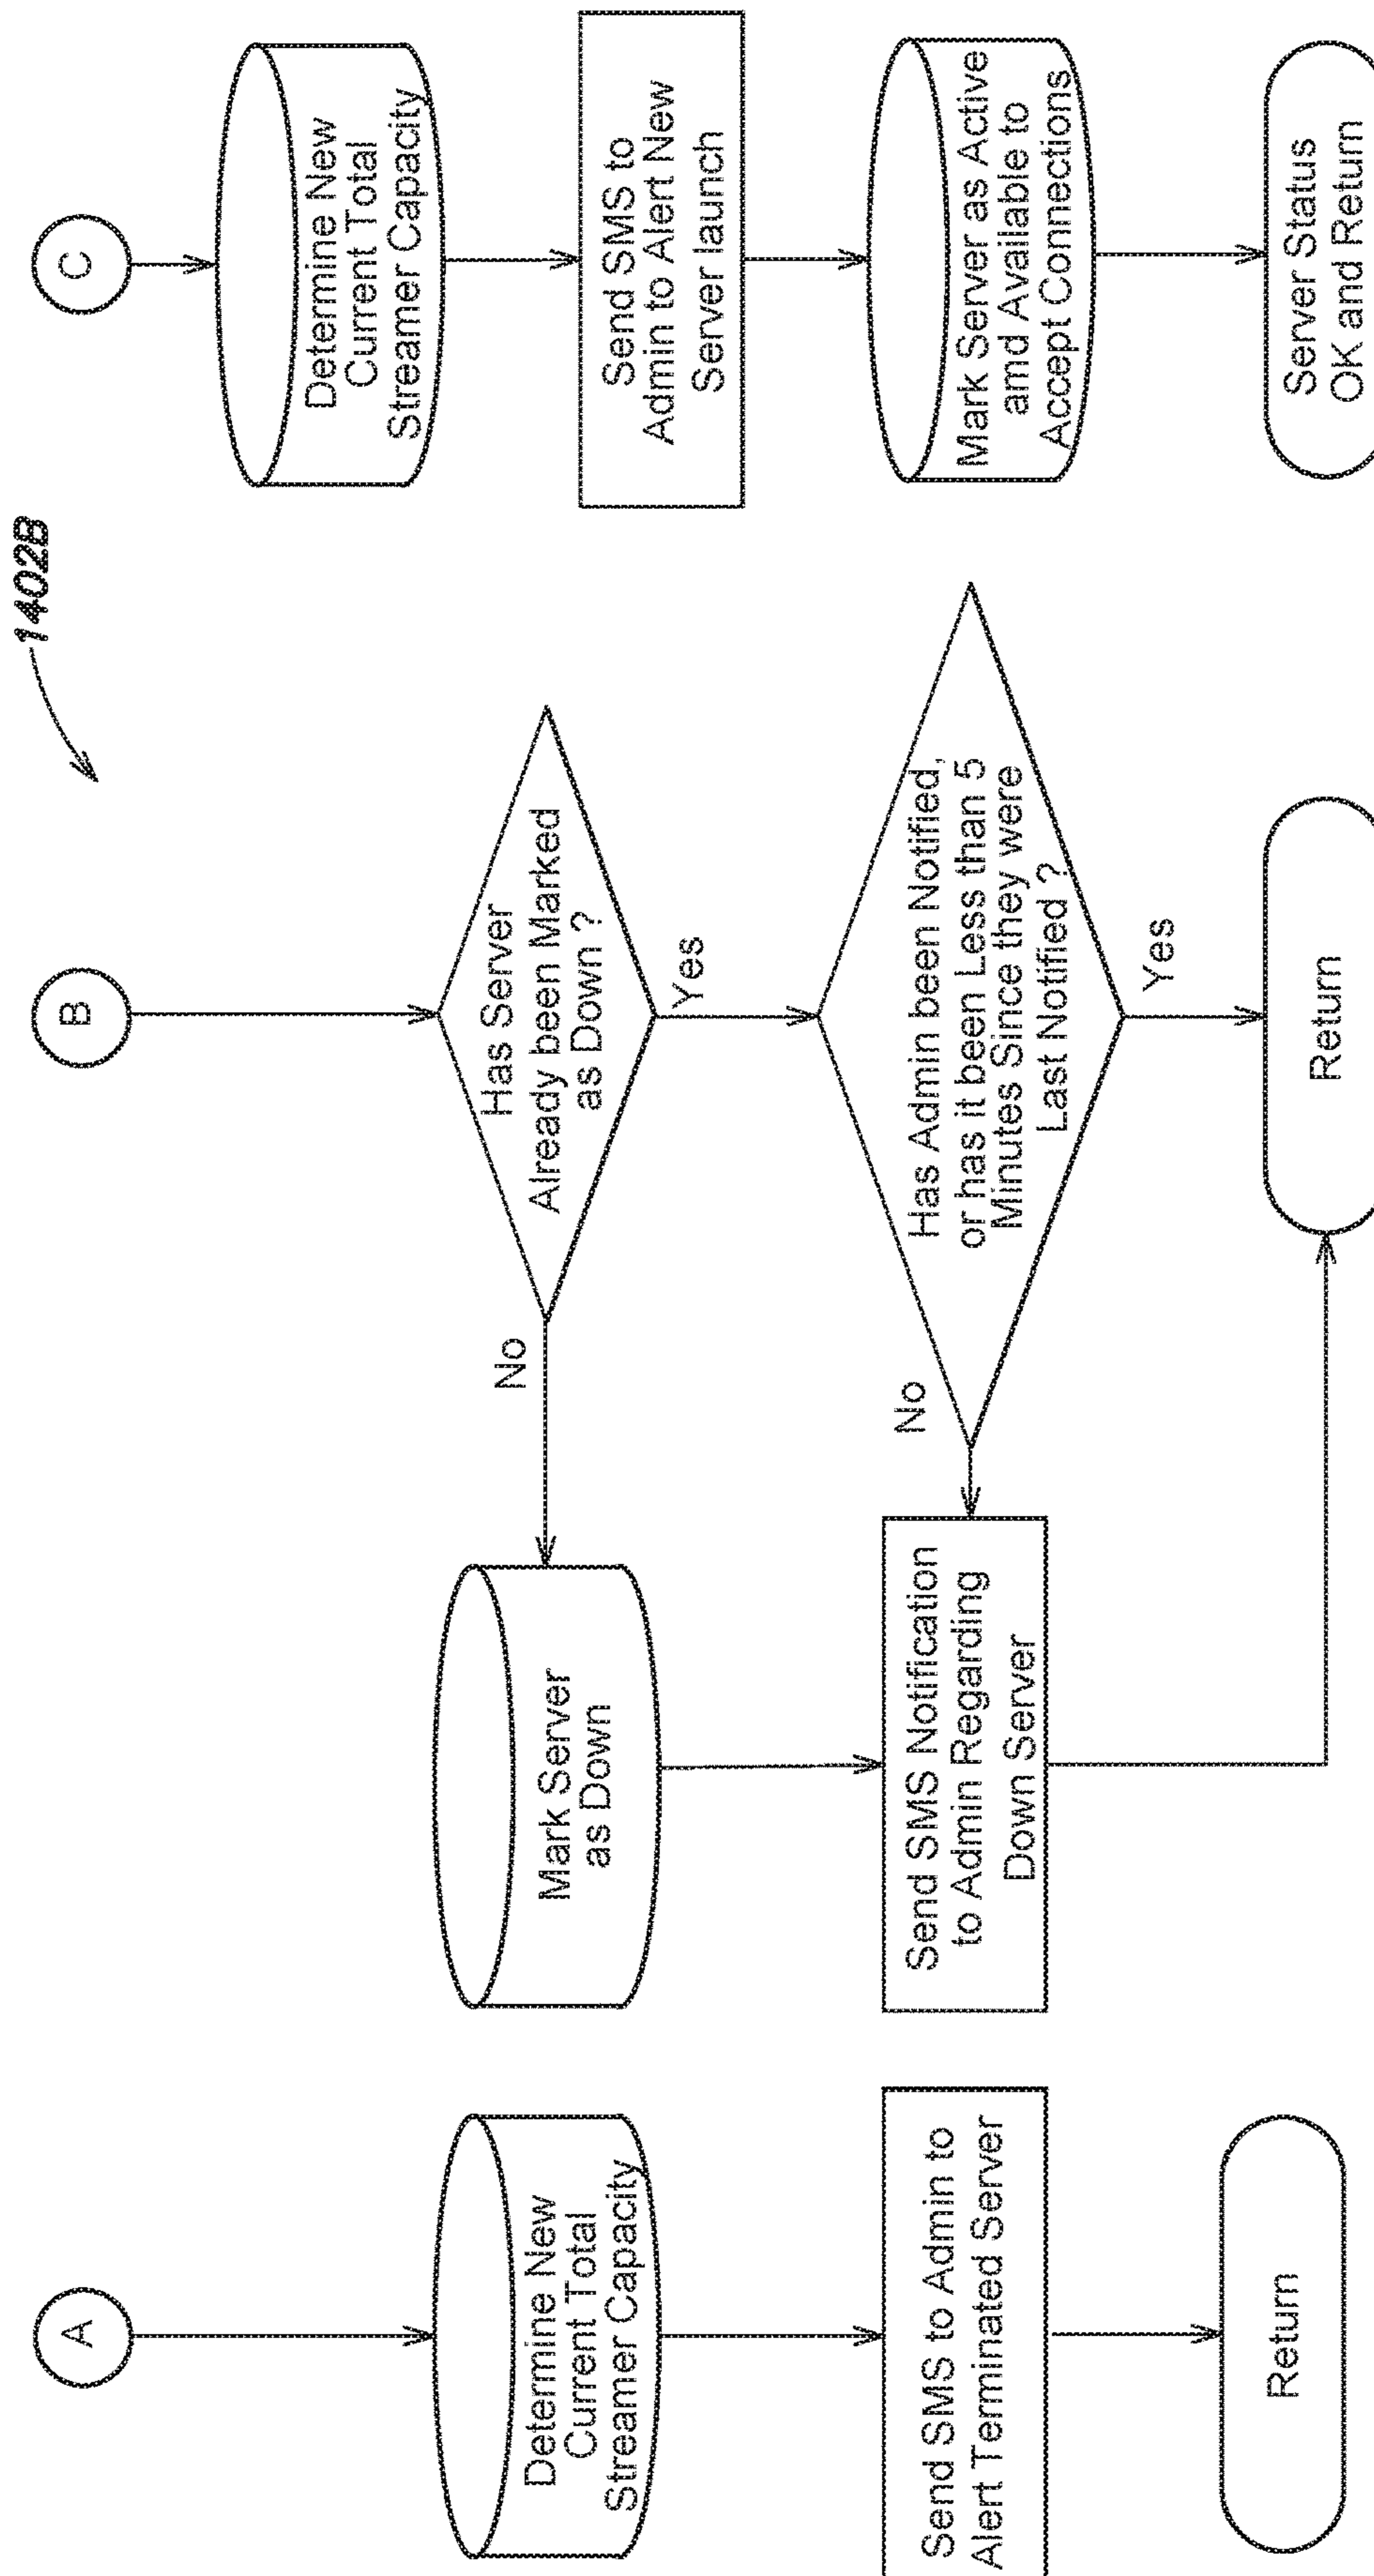 1402B
A
Determine New
Current Total
Streamer Capacity
Send SMS to Admin to
Alert Terminated Server
Return
B
Has Server
Already been Marked
as Down ?
No
Yes
Mark Server
as Down
Has Admin been Notified,
or has it been Less than 5
Minutes Since they were
Last Notified ?
No
Yes
Send SMS Notification
to Admin Regarding
Down Server
Return
C
Determine New
Current Total
Streamer Capacity
Send SMS to
Admin to Alert New
Server launch
Mark Server as Active
amd Available to
Accept Connections
Server Status
OK and Return